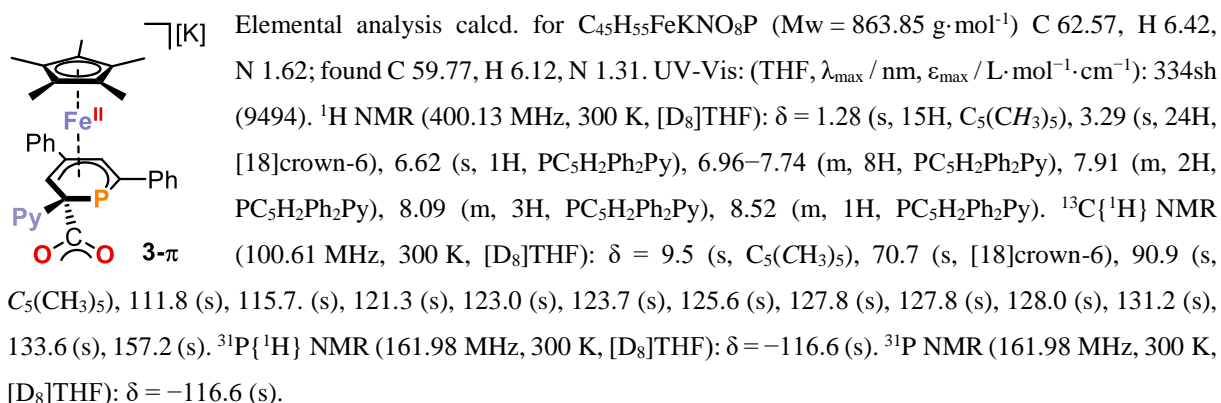 ][K]
Fe^II
Ph
Ph
P
Py
C
O O
3-π
Elemental analysis calcd. for C₄₅H₅₅FeKNO₈P (Mw = 863.85 g·mol⁻¹) C 62.57, H 6.42,
N 1.62; found C 59.77, H 6.12, N 1.31. UV-Vis: (THF, λₘₐₓ / nm, εₘₐₓ / L·mol⁻¹·cm⁻¹): 334sh
(9494). ¹H NMR (400.13 MHz, 300 K, [D₈]THF): δ = 1.28 (s, 15H, C₅(CH₃)₅), 3.29 (s, 24H,
[18]crown-6), 6.62 (s, 1H, PC₅H₂Ph₂Py), 6.96−7.74 (m, 8H, PC₅H₂Ph₂Py), 7.91 (m, 2H,
PC₅H₂Ph₂Py), 8.09 (m, 3H, PC₅H₂Ph₂Py), 8.52 (m, 1H, PC₅H₂Ph₂Py). ¹³C{¹H} NMR
(100.61 MHz, 300 K, [D₈]THF): δ = 9.5 (s, C₅(CH₃)₅), 70.7 (s, [18]crown-6), 90.9 (s,
C₅(CH₃)₅), 111.8 (s), 115.7. (s), 121.3 (s), 123.0 (s), 123.7 (s), 125.6 (s), 127.8 (s), 127.8 (s), 128.0 (s), 131.2 (s),
133.6 (s), 157.2 (s). ³¹P{¹H} NMR (161.98 MHz, 300 K, [D₈]THF): δ = −116.6 (s). ³¹P NMR (161.98 MHz, 300 K,
[D₈]THF): δ = −116.6 (s).